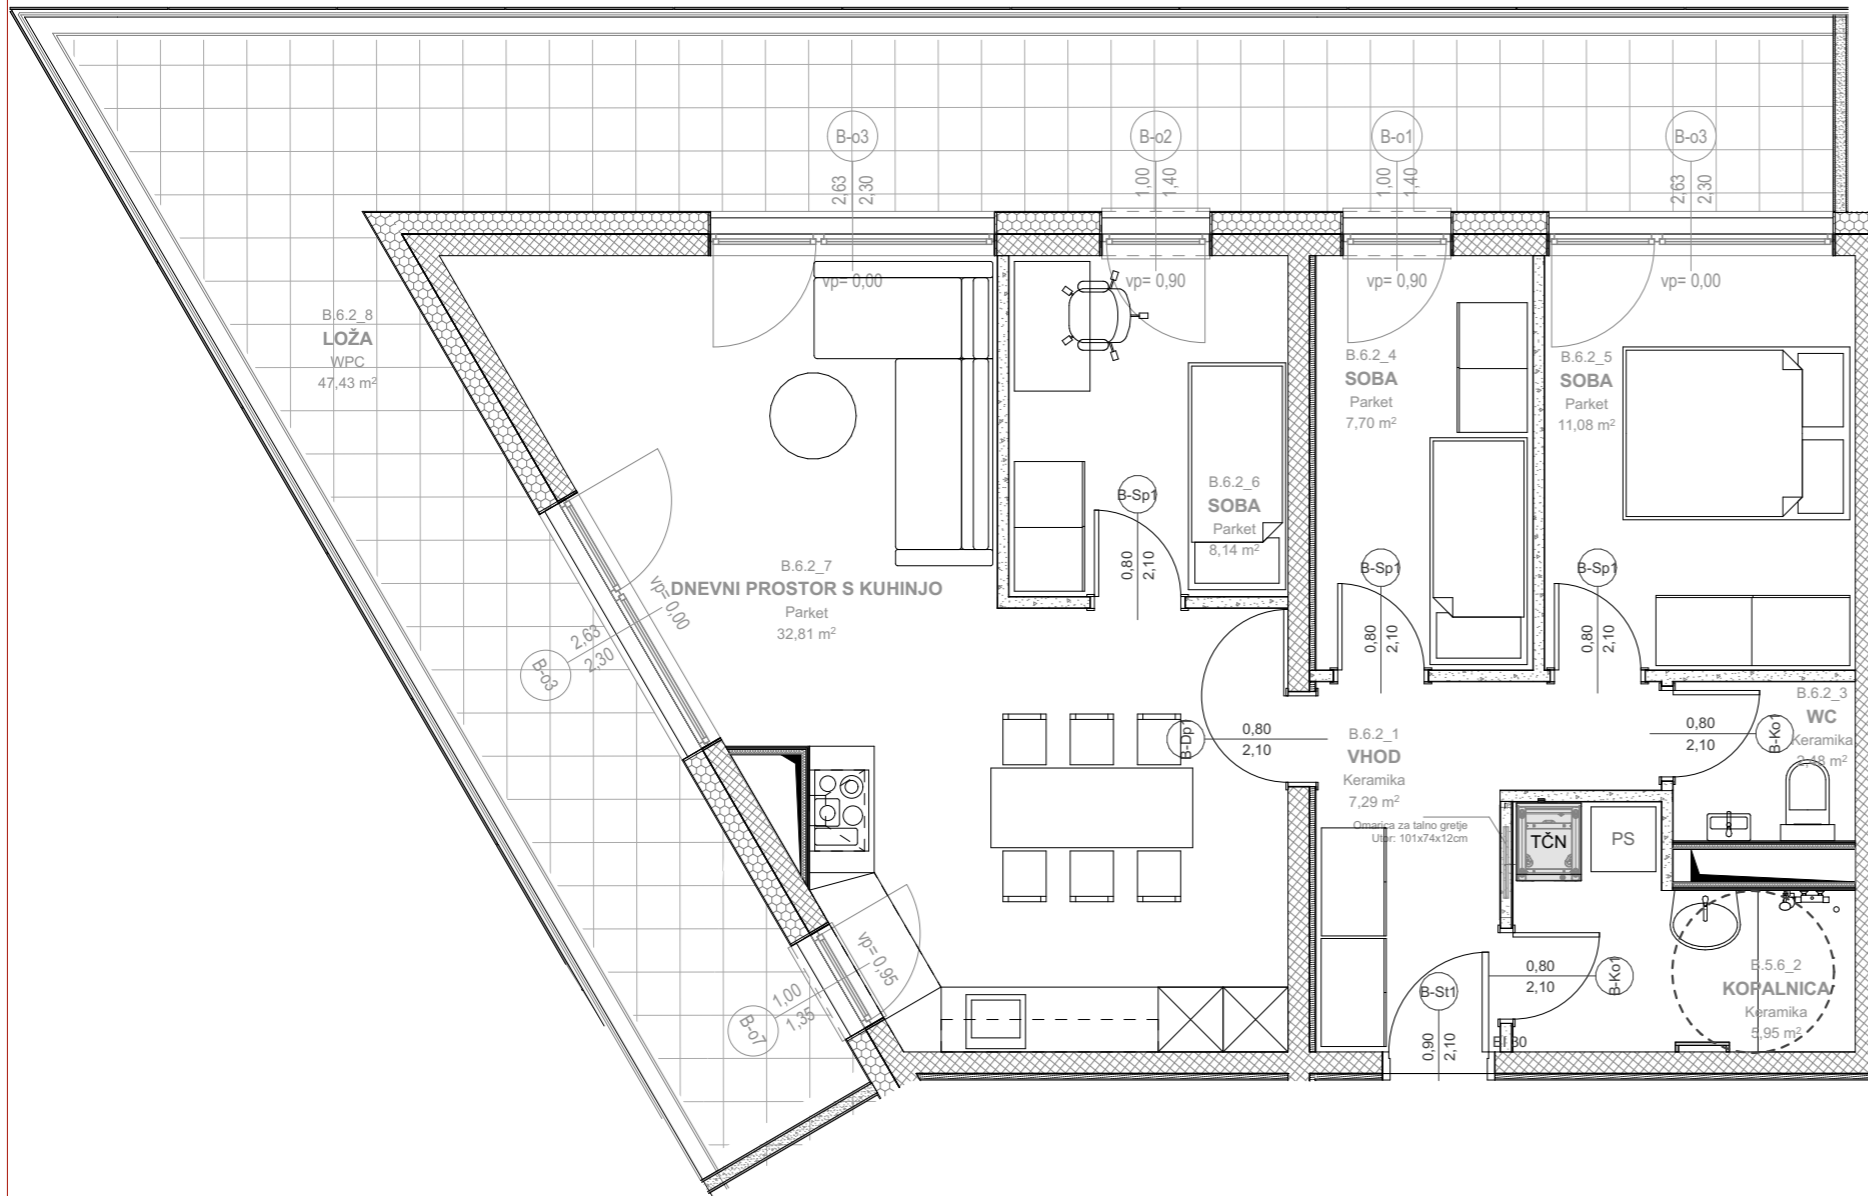 B-o3
2,63
2,30
B-o2
1,00
1,40
B-o1
1,00
1,40
B-o3
2,63
2,30
vp= 0,00
vp= 0,90
vp= 0,90
vp= 0,00
B.6.2_8
LOŽA
WPC
47,43 m²
B.6.2_4
SOBA
Parket
7,70 m²
B.6.2_5
SOBA
Parket
11,08 m²
B.6.2_6
SOBA
Parket
8,14 m²
B-Sp1
0,80
2,10
B-Sp1
0,80
2,10
B-Sp1
0,80
2,10
B.6.2_7
DNEVNI PROSTOR S KUHINJO
Parket
32,81 m²
vp= 0,00
2,63
2,30
B-o3
B-Dp1
0,80
2,10
B.6.2_1
VHOD
Keramika
7,29 m²
Omarica za talno gretje
Utor: 101x74x12cm
0,80
2,10
B-Ko1
B.6.2_3
WC
Keramika
2,48 m²
TČN
PS
vp= 0,95
1,00
1,35
B-o7
B-St1
0,90
2,10
EI 30
0,80
2,10
B-Ko1
B.5.6_2
KOPALNICA
Keramika
5,95 m²